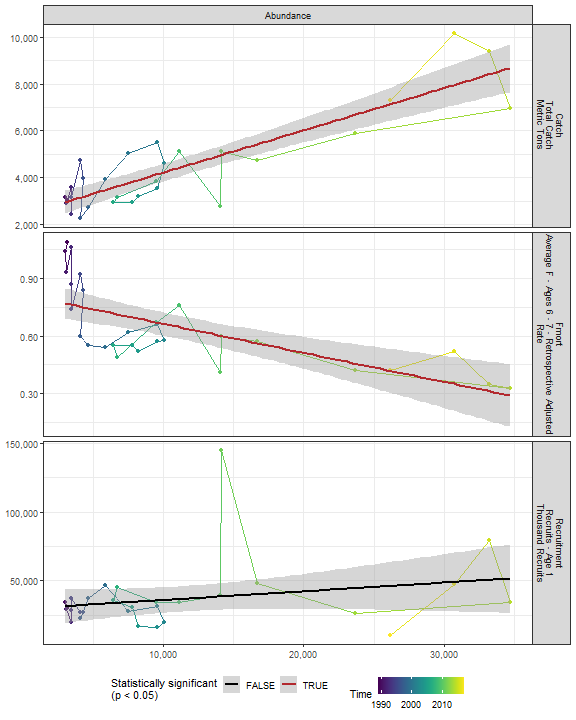 Abundance
10,000
8,000
6,000
4,000
2,000
Catch
Total Catch
Metric Tons
0.90
0.60
0.30
Fmort
Average F - Ages 6 - 7 - Retrospective Adjusted
Rate
150,000
100,000
50,000
Recruitment
Recruits - Age 1
Thousand Recruits
10,000
20,000
30,000
Statistically significant
(p < 0.05)
FALSE
TRUE
Time
1990
2000
2010